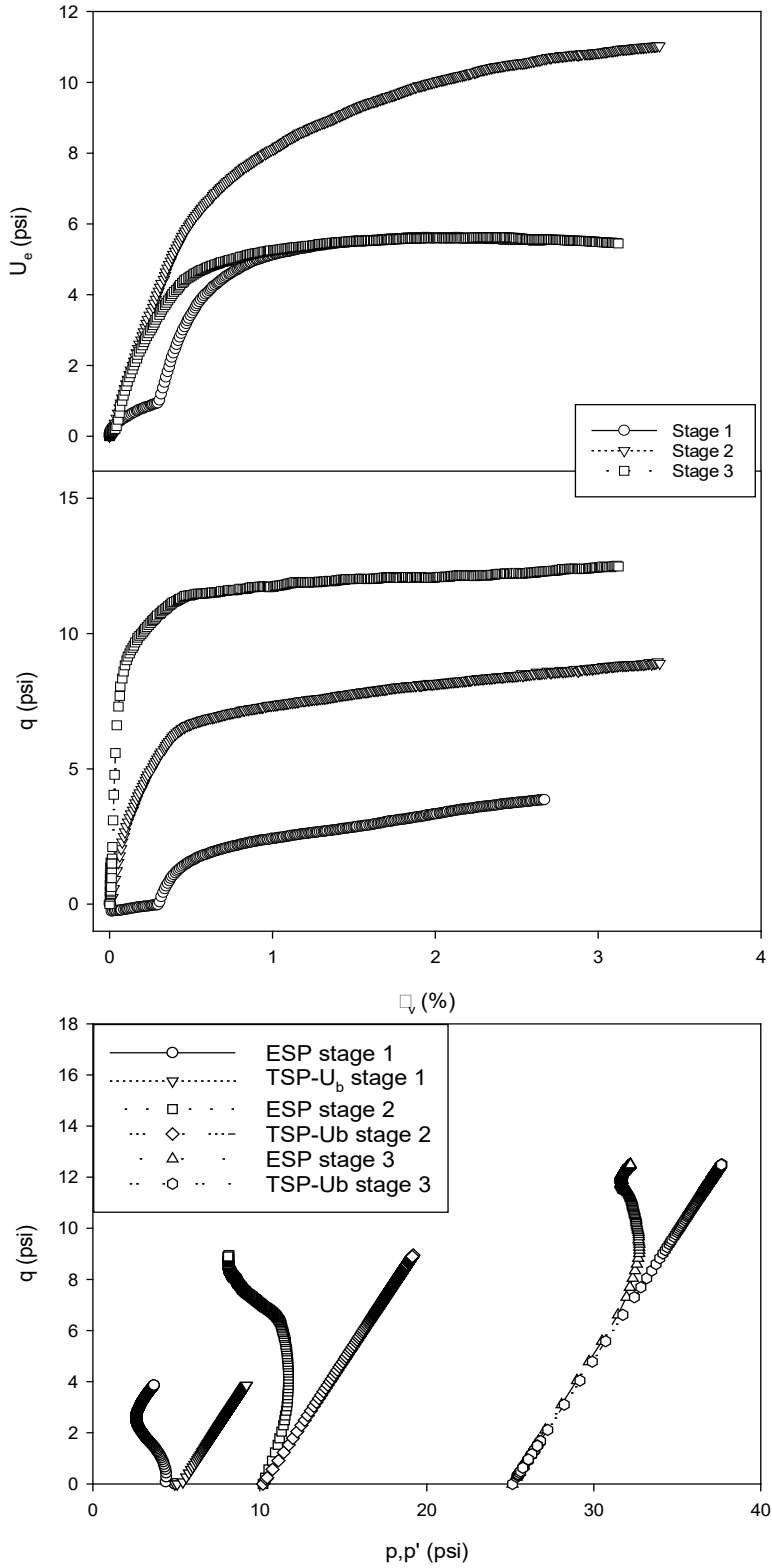 12
10
8
6
4
2
0
U_e (psi)
Stage 1
Stage 2
Stage 3
15
10
5
0
q (psi)
0 1 2 3 4
□_v (%)
18
16
14
12
10
8
6
4
2
0
q (psi)
ESP stage 1
TSP-U_b stage 1
ESP stage 2
TSP-Ub stage 2
ESP stage 3
TSP-Ub stage 3
0 10 20 30 40
p,p' (psi)